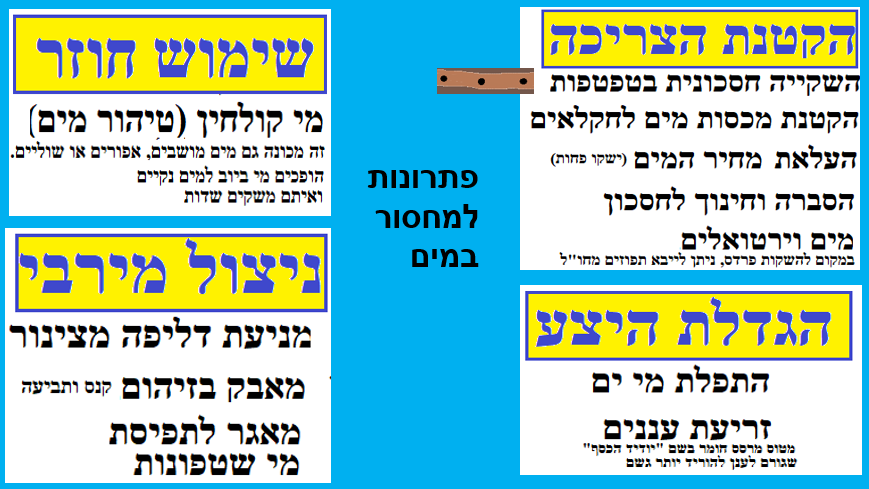 פתרונות
למחסור
במים
הקטנת הצריכה
השקייה חסכונית בטפטפות
הקטנת מכסות מים לחקלאים
העלאת מחיר המים (ישקו פחות)
הסברה וחינוך לחסכון
מים וירטואלים
במקום להשקות פרדס, ניתן לייבא תפוזים מחו"ל
שימוש חוזר
מי קולחין (טיהור מים)
זה מכונה גם מים מושבים, אפורים או שוליים.
הופכים מי ביוב למים נקיים
ואיתם משקים שדות
הגדלת היצע
התפלת מי ים
זריעת עננים
מטוס מרסס חומר בשם "יודיד הכסף"
שגורם לענן להוריד יותר גשם
ניצול מירבי
מניעת דליפה מצינור
מאבק בזיהום קנס ותביעה
מאגר לתפיסת
מי שטפונות